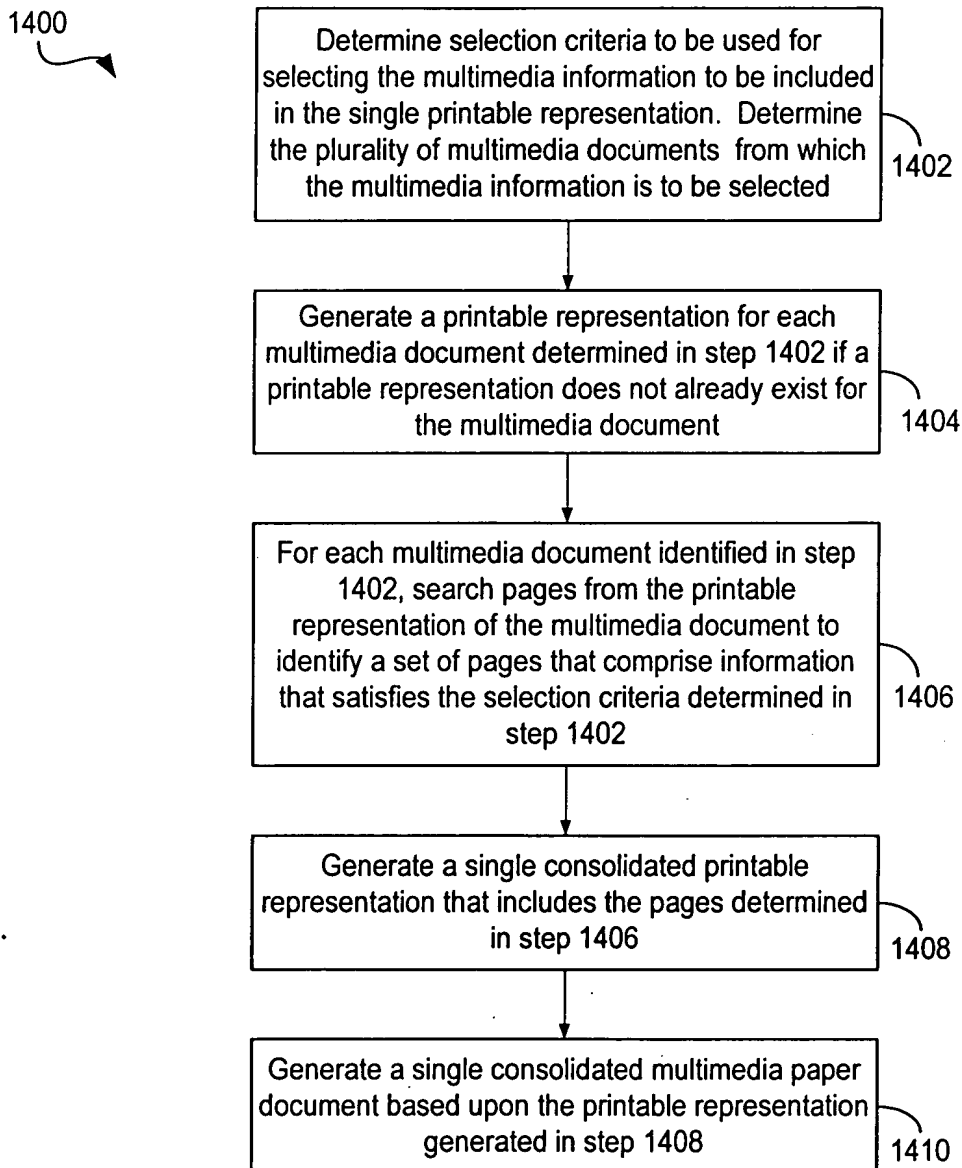 1400
Determine selection criteria to be used for
selecting the multimedia information to be included
in the single printable representation. Determine
the plurality of multimedia documents from which
the multimedia information is to be selected
1402
Generate a printable representation for each
multimedia document determined in step 1402 if a
printable representation does not already exist for
the multimedia document
1404
For each multimedia document identified in step
1402, search pages from the printable
representation of the multimedia document to
identify a set of pages that comprise information
that satisfies the selection criteria determined in
step 1402
1406
Generate a single consolidated printable
representation that includes the pages determined
in step 1406
1408
Generate a single consolidated multimedia paper
document based upon the printable representation
generated in step 1408
1410